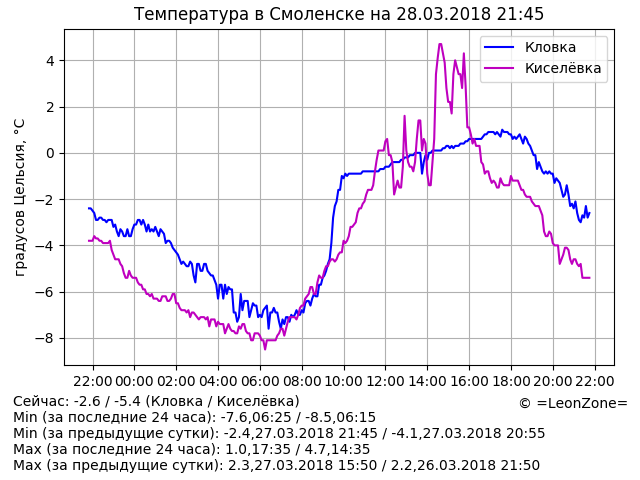 Температура в Смоленске на 28.03.2018 21:45
Кловка
Киселёвка
градусов Цельсия, °C
4
2
0
−2
−4
−6
−8
22:00 00:00 02:00 04:00 06:00 08:00 10:00 12:00 14:00 16:00 18:00 20:00 22:00
Сейчас: -2.6 / -5.4 (Кловка / Киселёвка)
© =LeonZone=
Min (за последние 24 часа): -7.6,06:25 / -8.5,06:15
Min (за предыдущие сутки): -2.4,27.03.2018 21:45 / -4.1,27.03.2018 20:55
Max (за последние 24 часа): 1.0,17:35 / 4.7,14:35
Max (за предыдущие сутки): 2.3,27.03.2018 15:50 / 2.2,26.03.2018 21:50